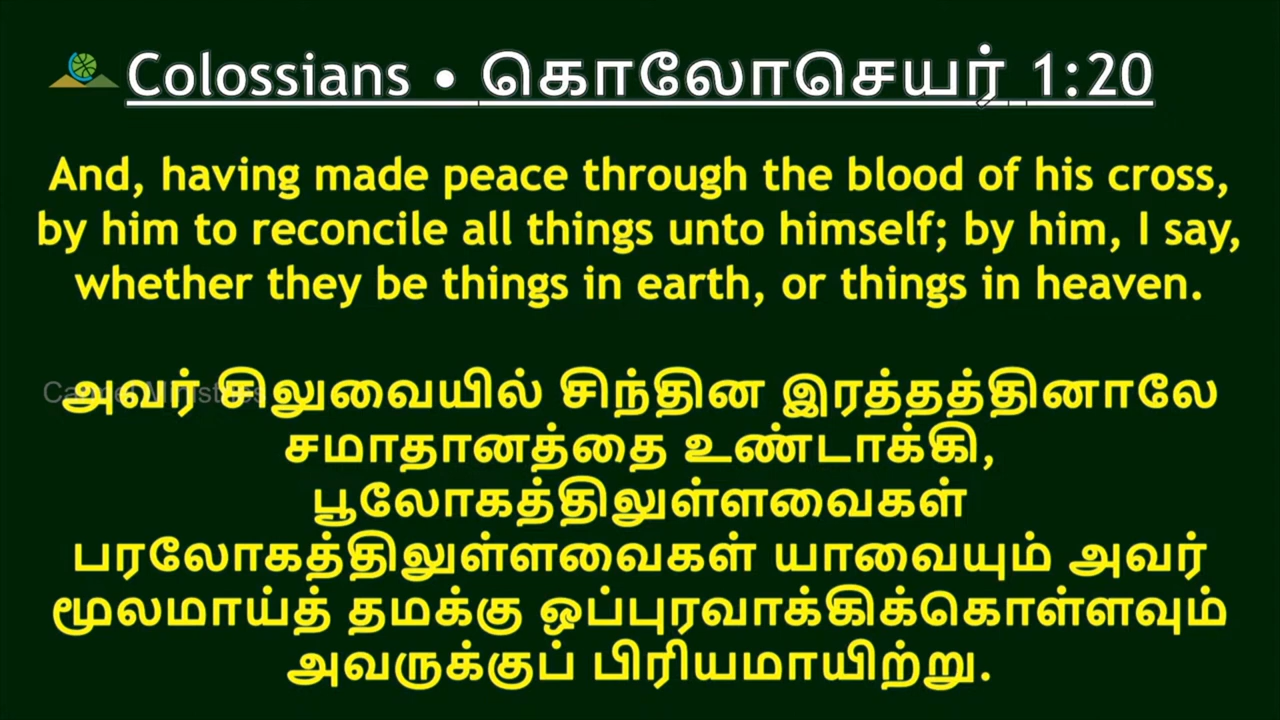 Colossians • கொலோசெயர் 1:20
And, having made peace through the blood of his cross,
by him to reconcile all things unto himself; by him, I say,
whether they be things in earth, or things in heaven.
அவர் சிலுவையில் சிந்தின இரத்தத்தினாலே
சமாதானத்தை உண்டாக்கி,
பூலோகத்திலுள்ளவைகள்
பரலோகத்திலுள்ளவைகள் யாவையும் அவர்
மூலமாய்த் தமக்கு ஒப்புரவாக்கிக்கொள்ளவும்
அவருக்குப் பிரியமாயிற்று.